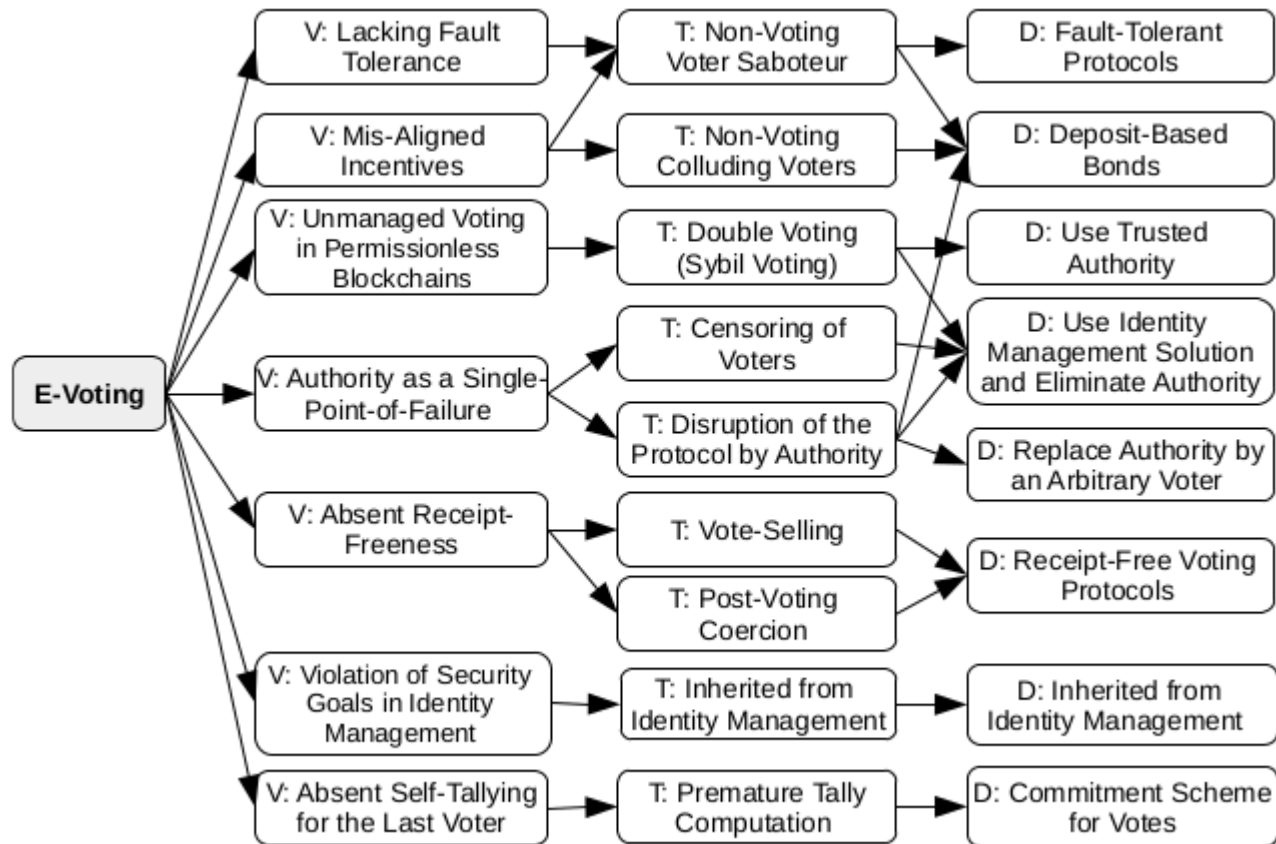 E-Voting
V: Lacking Fault
Tolerance
V: Mis-Aligned
Incentives
V: Unmanaged Voting
in Permissionless
Blockchains
V: Authority as a Single-
Point-of-Failure
V: Absent Receipt-
Freeness
V: Violation of Security
Goals in Identity
Management
V: Absent Self-Tallying
for the Last Voter
T: Non-Voting
Voter Saboteur
T: Non-Voting
Colluding Voters
T: Double Voting
(Sybil Voting)
T: Censoring of
Voters
T: Disruption of the
Protocol by Authority
T: Vote-Selling
T: Post-Voting
Coercion
T: Inherited from
Identity Management
T: Premature Tally
Computation
D: Fault-Tolerant
Protocols
D: Deposit-Based
Bonds
D: Use Trusted
Authority
D: Use Identity
Management Solution
and Eliminate Authority
D: Replace Authority by
an Arbitrary Voter
D: Receipt-Free Voting
Protocols
D: Inherited from
Identity Management
D: Commitment Scheme
for Votes